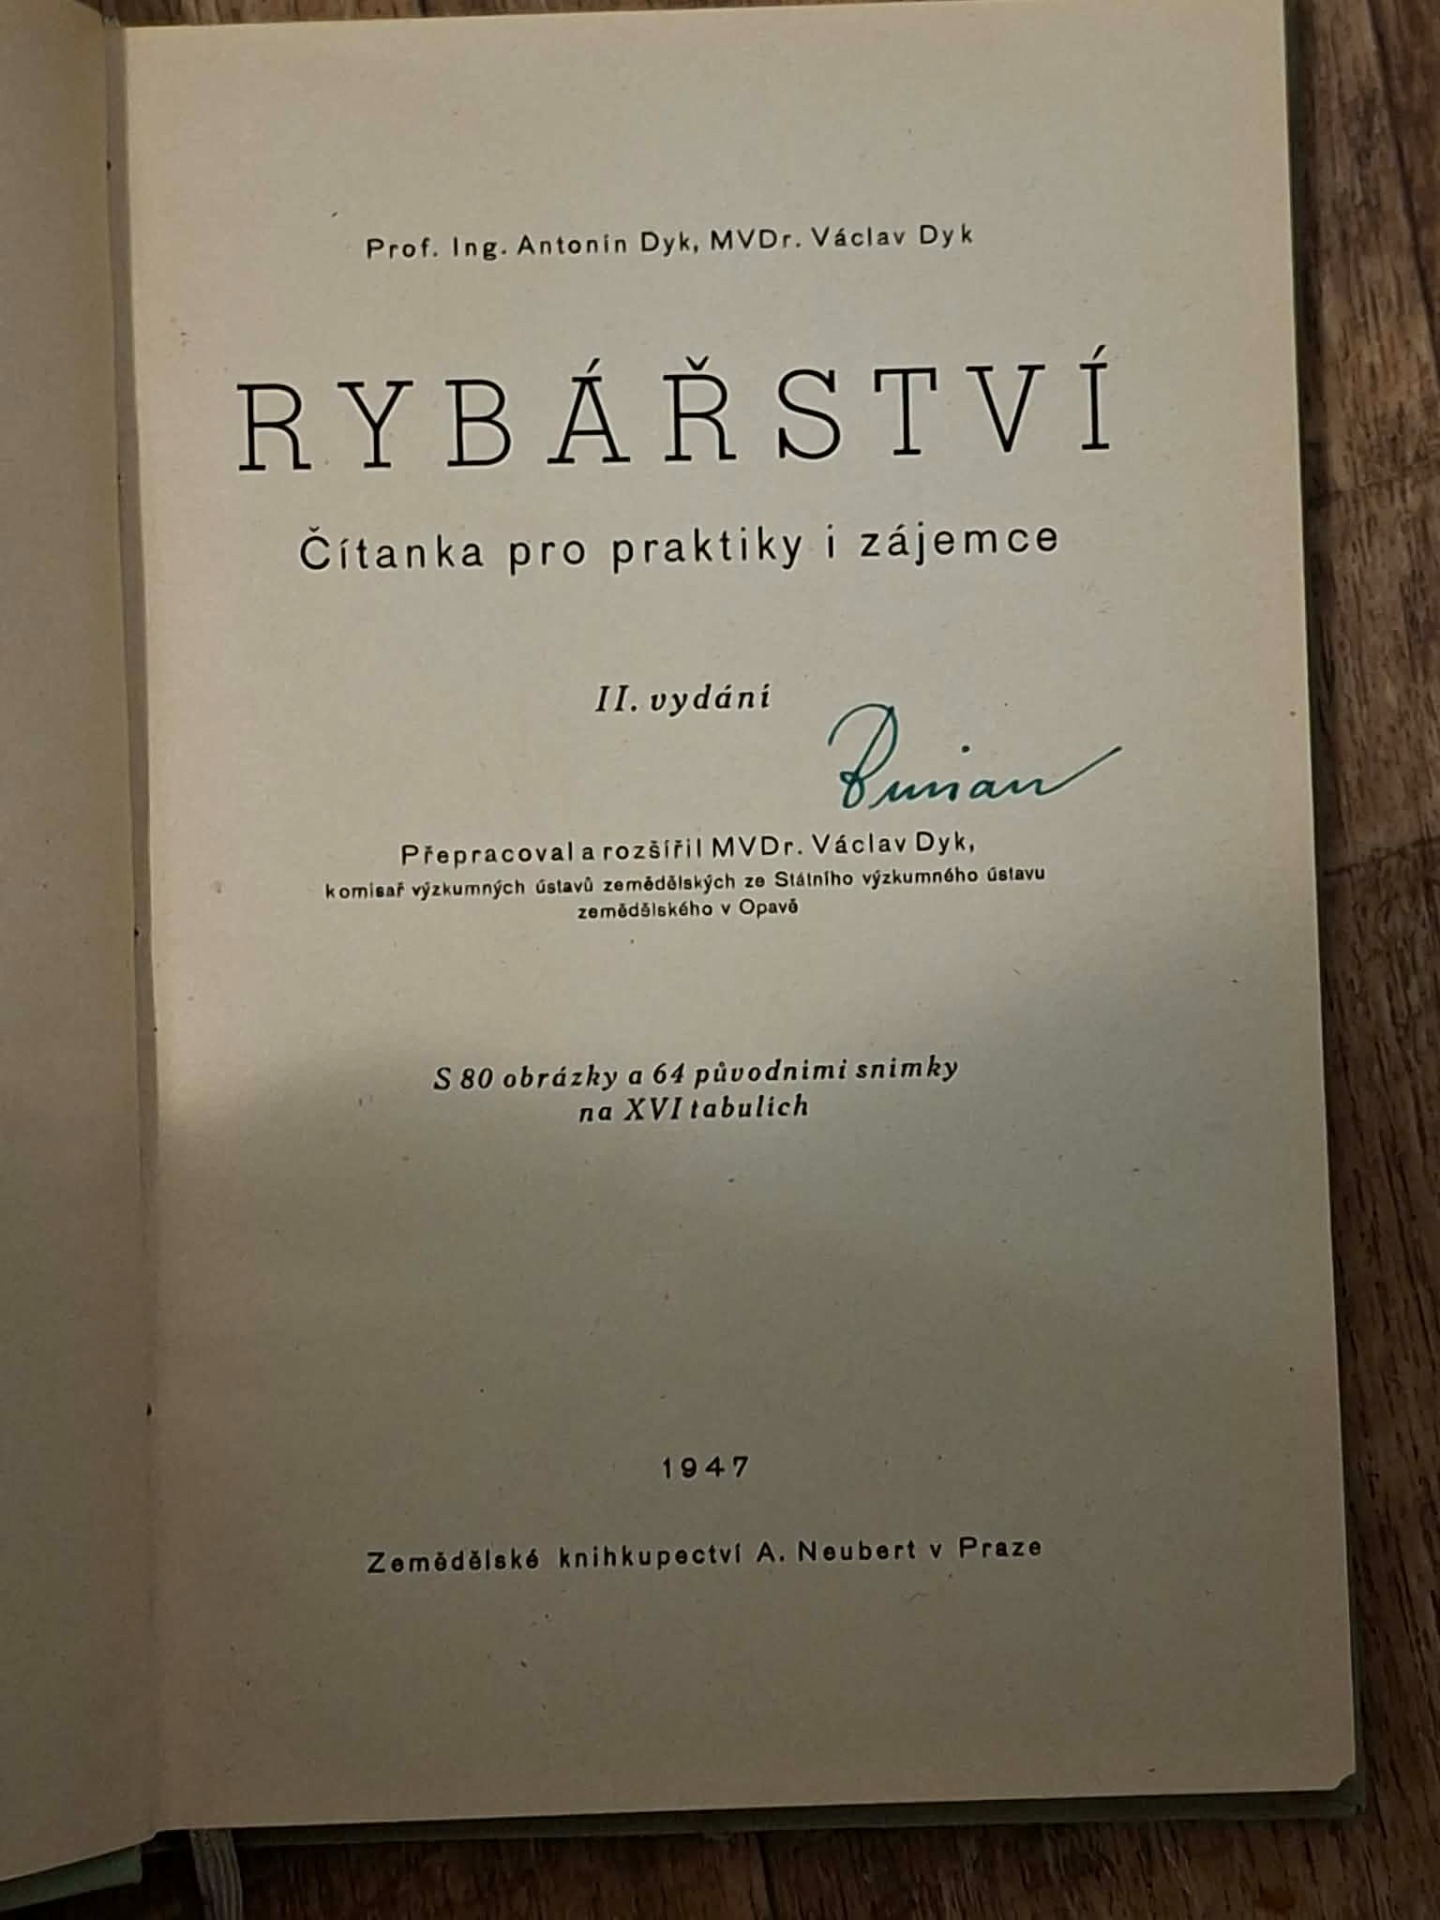 Prof. Ing. Antonín Dyk, MVDr. Václav Dyk
RYBÁŘSTVÍ
Čítanka pro praktiky i zájemce
II. vydání
Přepracoval a rozšířil MVDr. Václav Dyk,
komisař výzkumných ústavů zemědělských ze Státního výzkumného ústavu
zemědělského v Opavě
S 80 obrázky a 64 původními snimky
na XVI tabulích
1947
Zemědělské knihkupectví A. Neubert v Praze